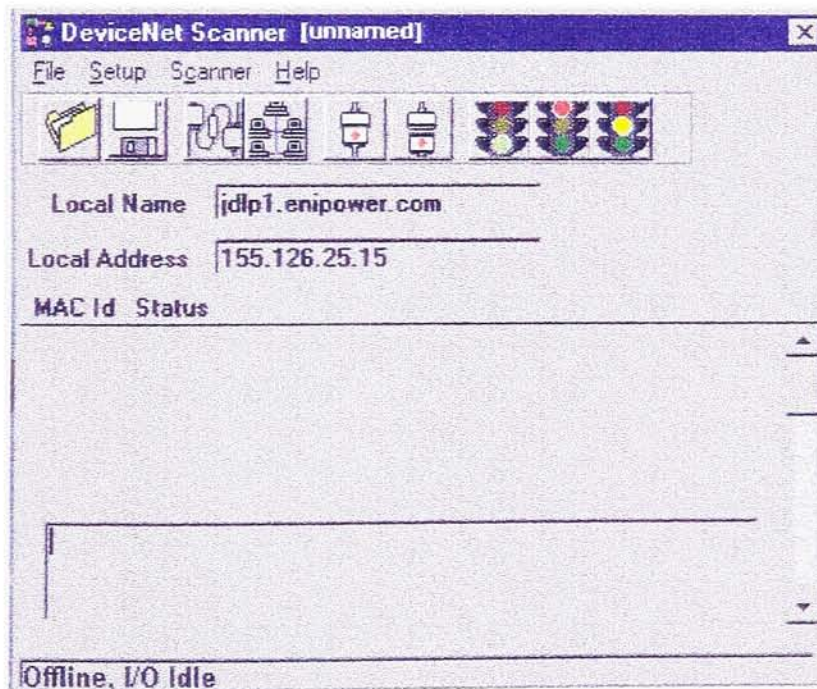 DeviceNet Scanner [unnamed]
File Setup Scanner Help
Local Name jdlp1.enipower.com
Local Address 155.126.25.15
MAC Id Status
Offline, I/O Idle